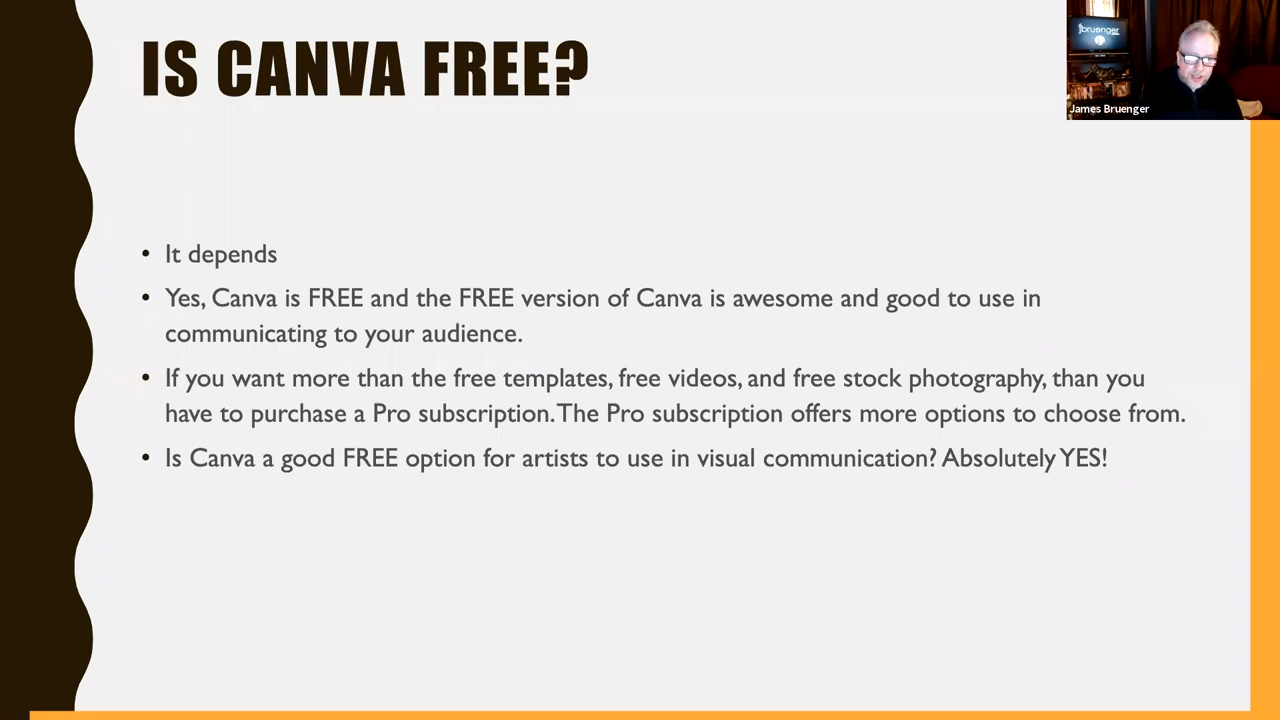 IS CANVA FREE?
jbruenger
James Bruenger
• It depends
• Yes, Canva is FREE and the FREE version of Canva is awesome and good to use in
communicating to your audience.
• If you want more than the free templates, free videos, and free stock photography, than you
have to purchase a Pro subscription. The Pro subscription offers more options to choose from.
• Is Canva a good FREE option for artists to use in visual communication? Absolutely YES!